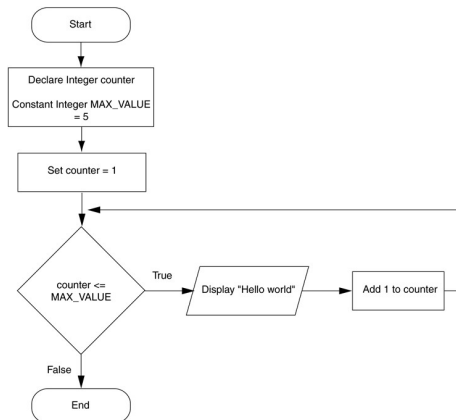 Start
Declare Integer counter
Constant Integer MAX_VALUE
= 5
Set counter = 1
counter <=
MAX_VALUE
True
Display "Hello world"
Add 1 to counter
False
End